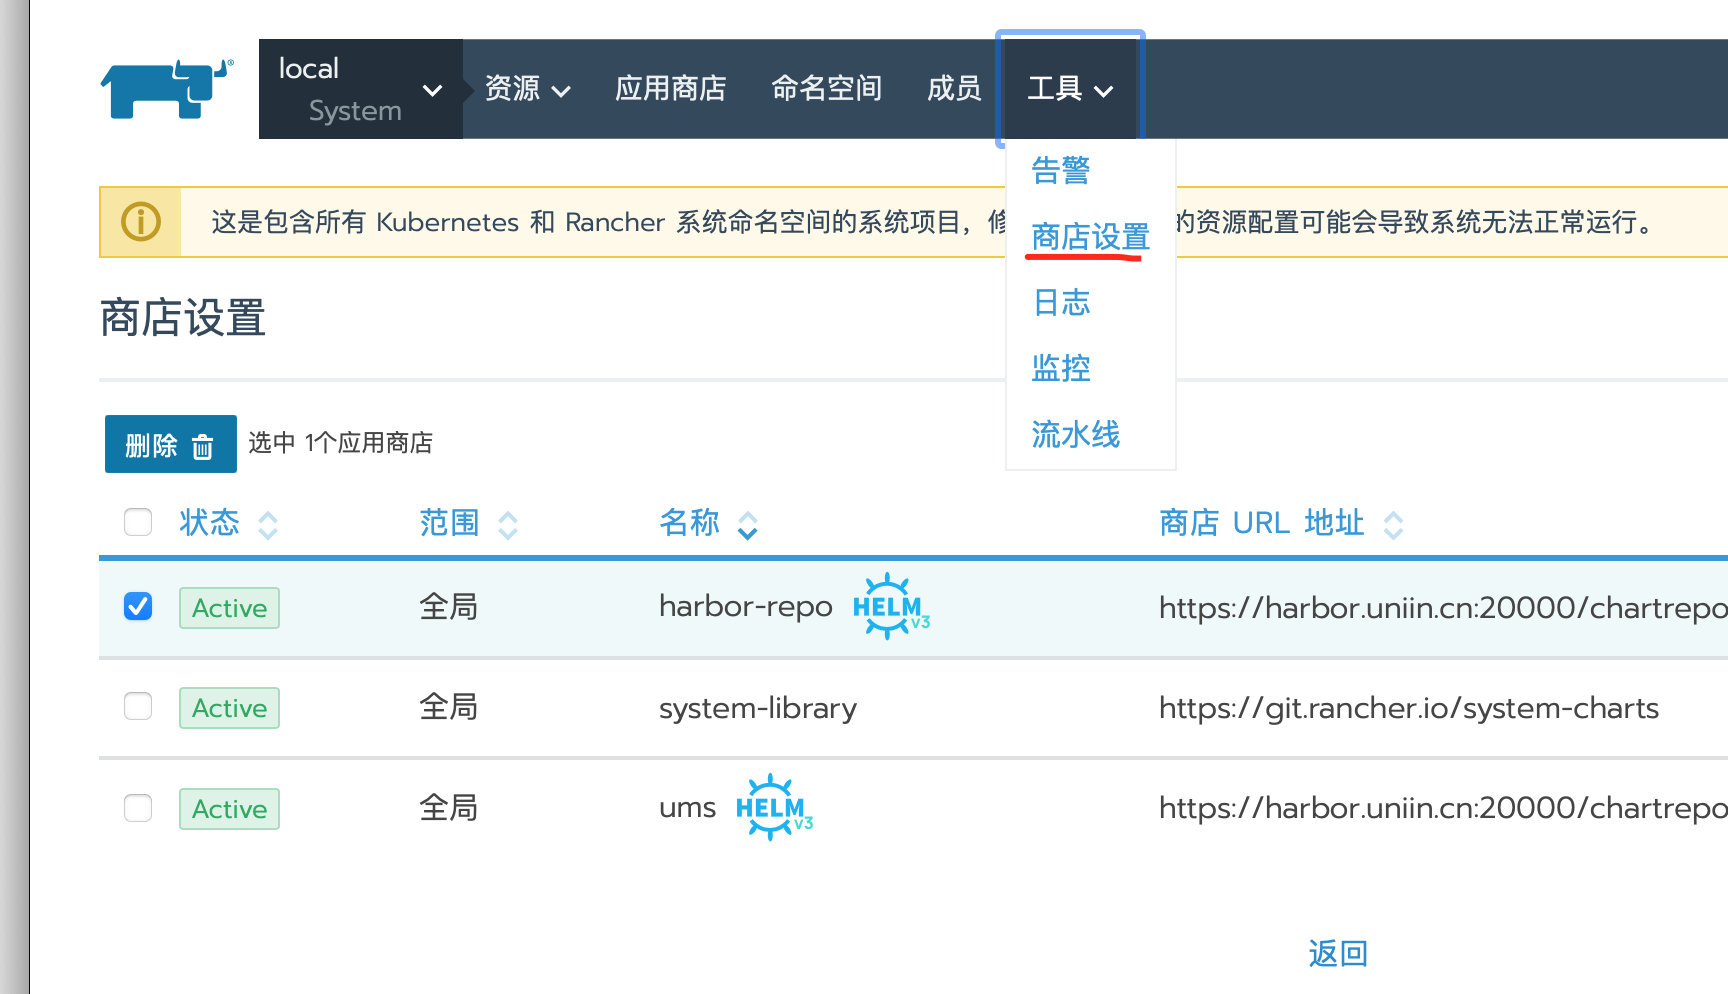 local
System
资源 应用商店 命名空间 成员 工具
告警
商店设置
日志
监控
流水线
这是包含所有 Kubernetes 和 Rancher 系统命名空间的系统项目，修 的资源配置可能会导致系统无法正常运行。
商店设置
删除 选中 1个应用商店
状态 范围 名称 商店 URL 地址
Active 全局 harbor-repo HELM v3 https://harbor.uniin.cn:20000/chartrepo
Active 全局 system-library https://git.rancher.io/system-charts
Active 全局 ums HELM v3 https://harbor.uniin.cn:20000/chartrepo
返回